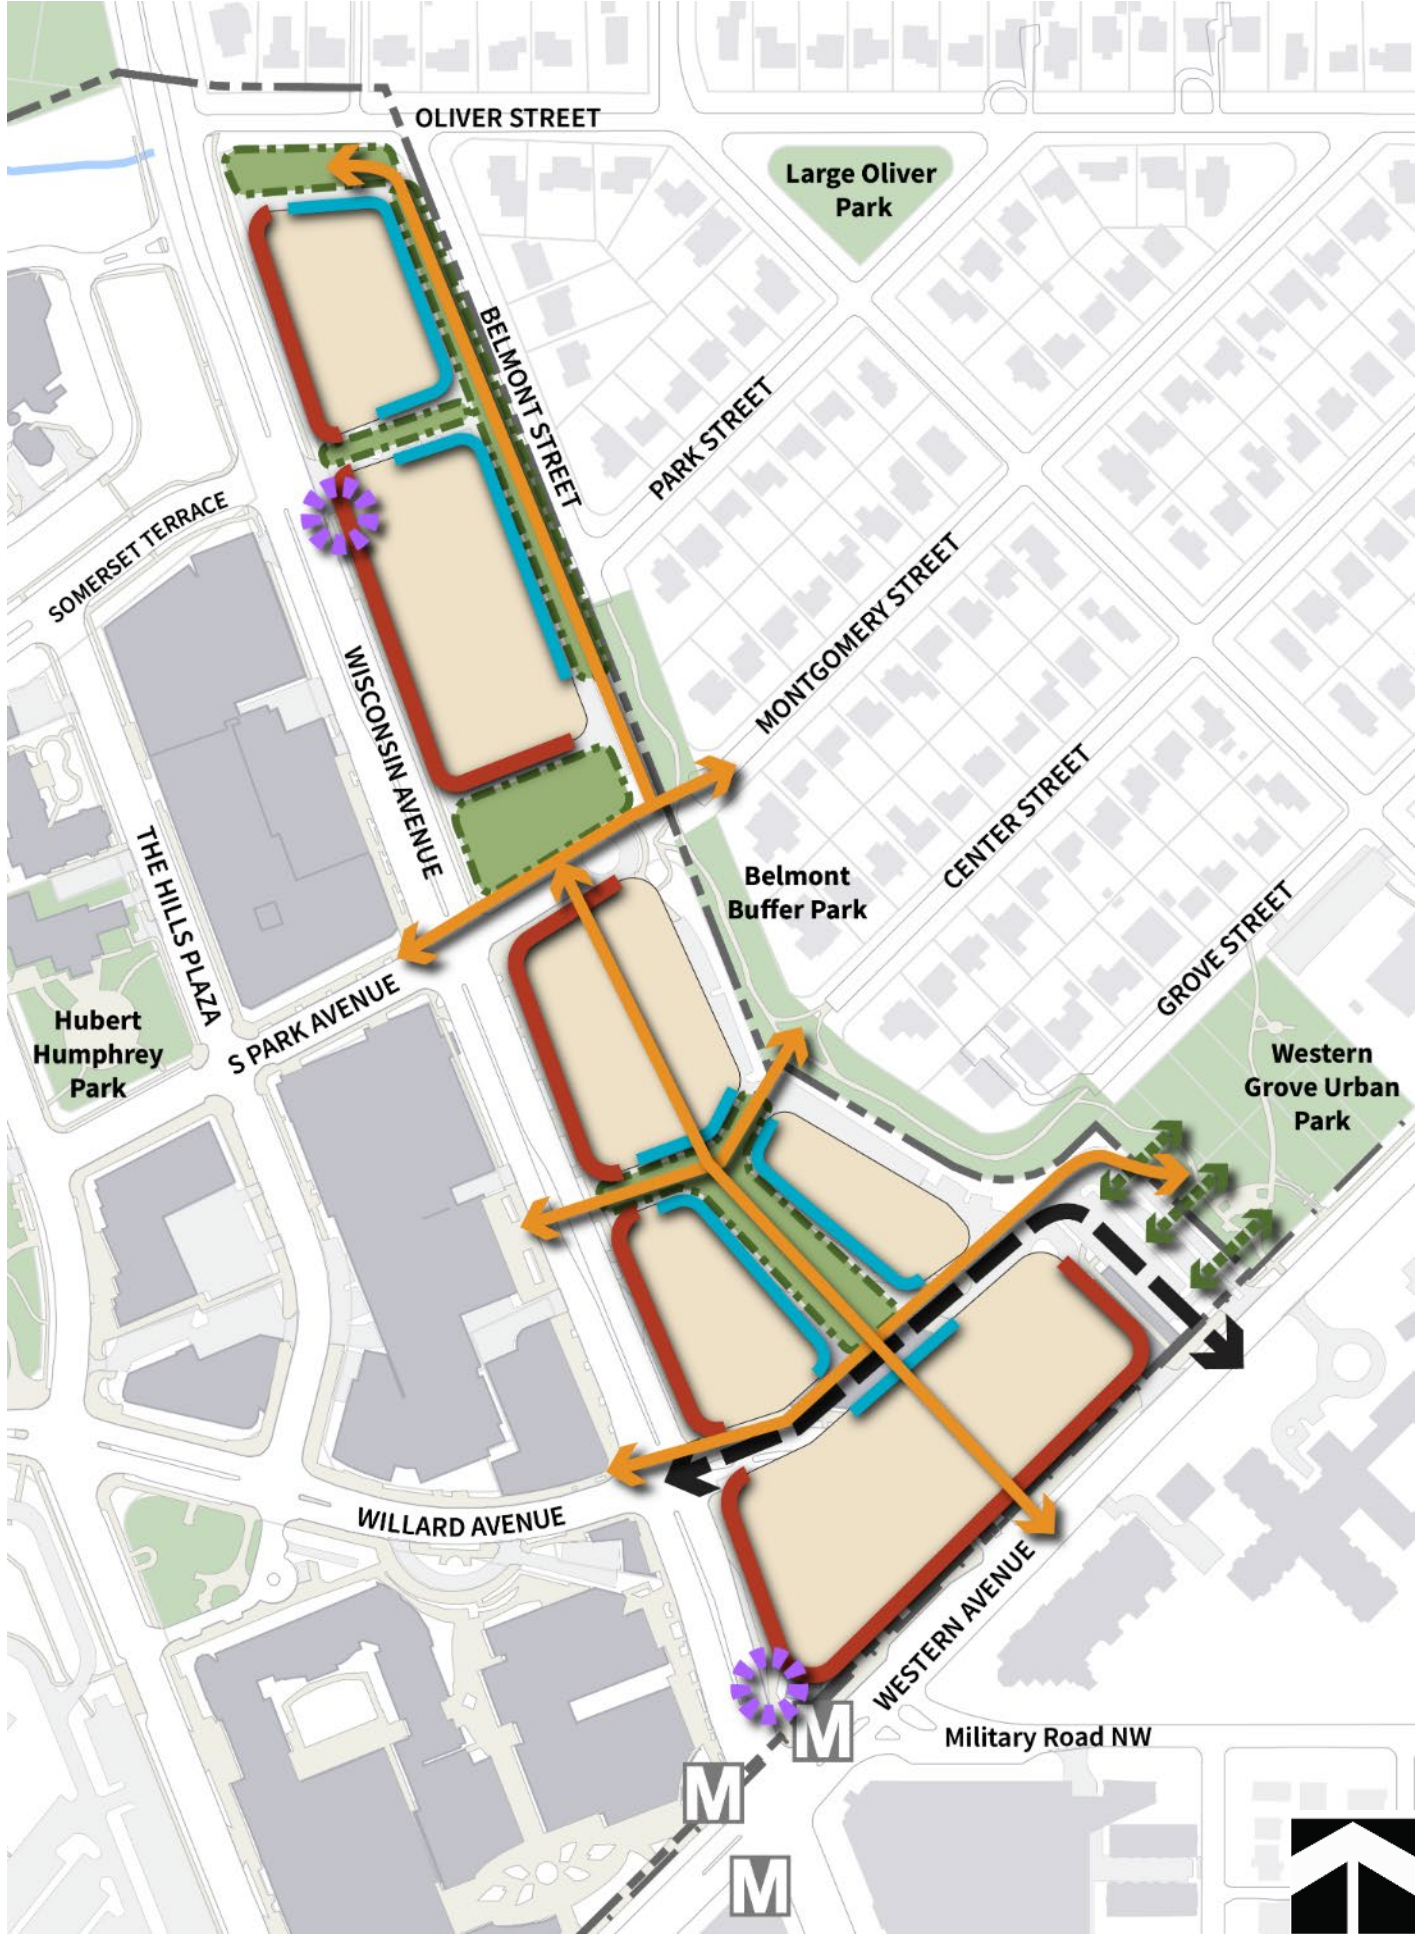 OLIVER STREET
Large Oliver
Park
BELMONT STREET
PARK STREET
SOMERSET TERRACE
MONTGOMERY STREET
WISCONSIN AVENUE
CENTER STREET
THE HILLS PLAZA
Belmont
Buffer Park
GROVE STREET
S PARK AVENUE
Hubert
Humphrey
Park
Western
Grove Urban
Park
WILLARD AVENUE
WESTERN AVENUE
Military Road NW
M
M
M